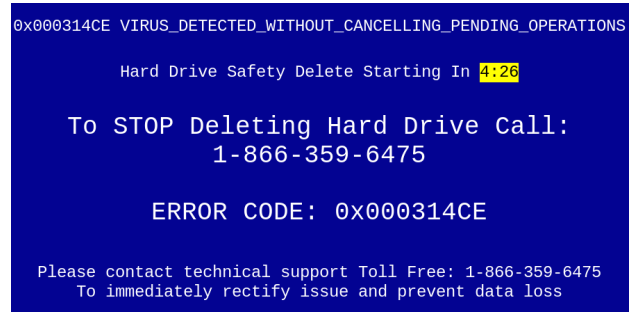 0x000314CE VIRUS_DETECTED_WITHOUT_CANCELLING_PENDING_OPERATIONS
Hard Drive Safety Delete Starting In 4:26
To STOP Deleting Hard Drive Call:
1-866-359-6475
ERROR CODE: 0x000314CE
Please contact technical support Toll Free: 1-866-359-6475
To immediately rectify issue and prevent data loss